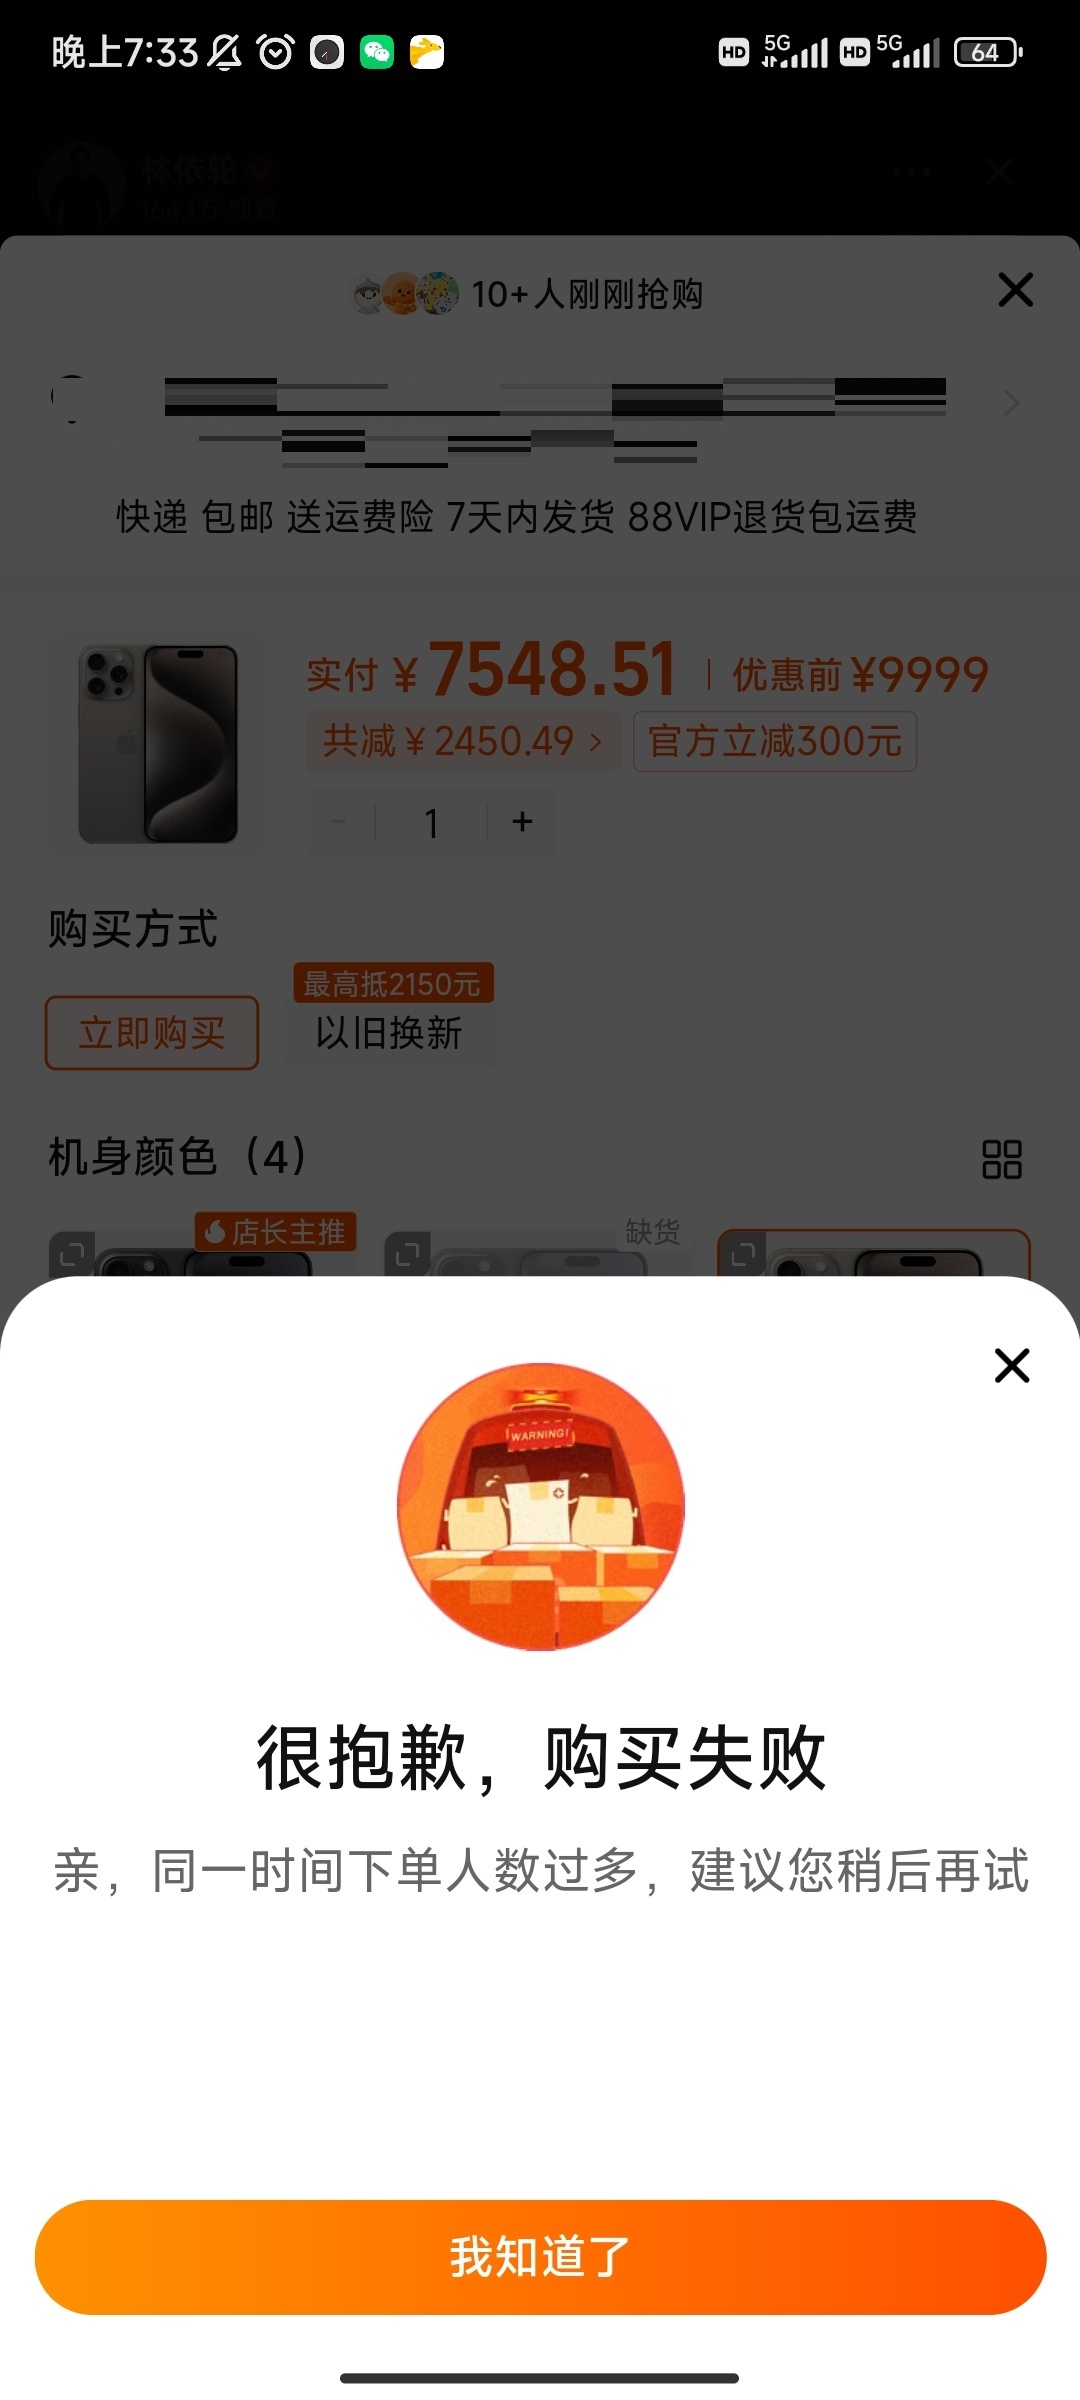 晚上7:33
HD 5G HD 5G 64
林依轮
164.1万 观看
10+人刚刚抢购
快递 包邮 送运费险 7天内发货 88VIP退货包运费
实付 ¥7548.51 | 优惠前 ¥9999
共减 ¥2450.49 > 官方立减300元
- 1 +
购买方式
最高抵2150元
立即购买 以旧换新
机身颜色（4）
店长主推 缺货
WARNING!
很抱歉，购买失败
亲，同一时间下单人数过多，建议您稍后再试
我知道了